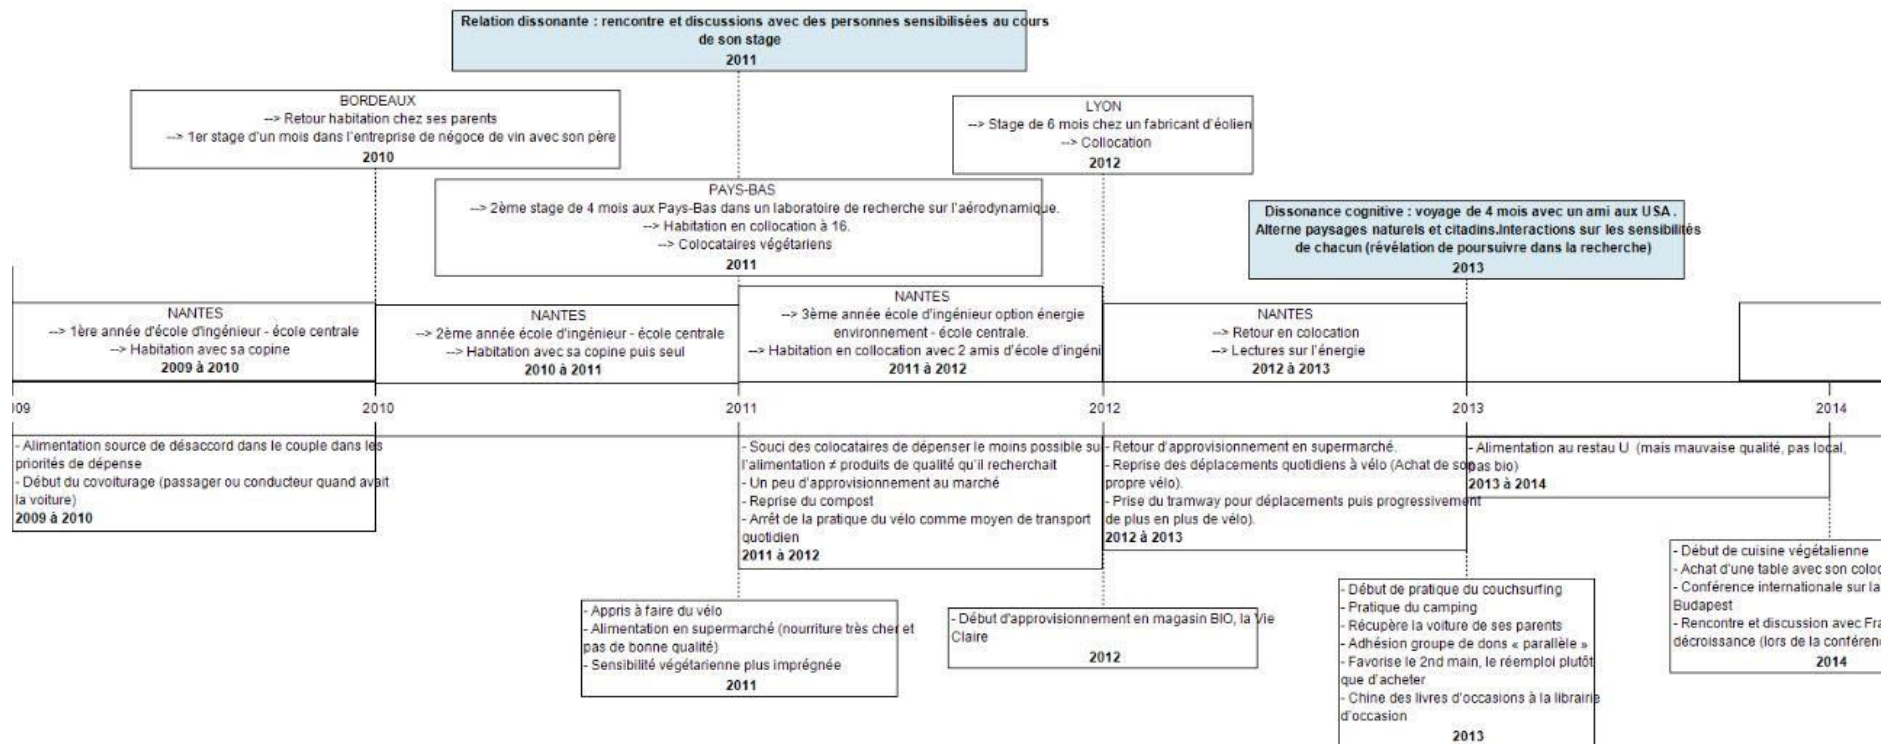 Relation dissonante : rencontre et discussions avec des personnes sensibilisées au cours
de son stage
2011
BORDEAUX
--> Retour habitation chez ses parents
--> 1er stage d'un mois dans l'entreprise de négoce de vin avec son père
2010
LYON
--> Stage de 6 mois chez un fabricant d'éolien
--> Collocation
2012
PAYS-BAS
--> 2ème stage de 4 mois aux Pays-Bas dans un laboratoire de recherche sur l'aérodynamique.
--> Habitation en collocation à 16.
--> Colocataires végétariens
2011
Dissonance cognitive : voyage de 4 mois avec un ami aux USA .
Alterne paysages naturels et citadins.Interactions sur les sensibilités
de chacun (révélation de poursuivre dans la recherche)
2013
NANTES
--> 1ère année d'école d'ingénieur - école centrale
--> Habitation avec sa copine
2009 à 2010
NANTES
--> 2ème année école d'ingénieur - école centrale
--> Habitation avec sa copine puis seul
2010 à 2011
NANTES
--> 3ème année école d'ingénieur option énergie
environnement - école centrale.
--> Habitation en collocation avec 2 amis d'école d'ingéni
2011 à 2012
NANTES
--> Retour en colocation
--> Lectures sur l'énergie
2012 à 2013
09 2010 2011 2012 2013 2014
- Alimentation source de désaccord dans le couple dans les
priorités de dépense
- Début du covoiturage (passager ou conducteur quand avait
la voiture)
2009 à 2010
- Souci des colocataires de dépenser le moins possible su
l'alimentation ≠ produits de qualité qu'il recherchait
- Un peu d'approvisionnement au marché
- Reprise du compost
- Arrêt de la pratique du vélo comme moyen de transport
quotidien
2011 à 2012
- Retour d'approvisionnement en supermarché.
- Reprise des déplacements quotidiens à vélo (Achat de son
propre vélo).
- Prise du tramway pour déplacements puis progressivement
de plus en plus de vélo).
2012 à 2013
- Alimentation au restau U (mais mauvaise qualité, pas local,
pas bio)
2013 à 2014
- Appris à faire du vélo
- Alimentation en supermarché (nourriture très cher et
pas de bonne qualité)
- Sensibilité végétarienne plus imprégnée
2011
- Début d'approvisionnement en magasin BIO, la Vie
Claire
2012
- Début de pratique du couchsurfing
- Pratique du camping
- Récupère la voiture de ses parents
- Adhésion groupe de dons « parallèle »
- Favorise le 2nd main, le réemploi plutôt
que d'acheter
- Chine des livres d'occasions à la librairie
d'occasion
2013
- Début de cuisine végétalienne
- Achat d'une table avec son coloc
- Conférence internationale sur la
Budapest
- Rencontre et discussion avec Fra
décroissance (lors de la conféren
2014